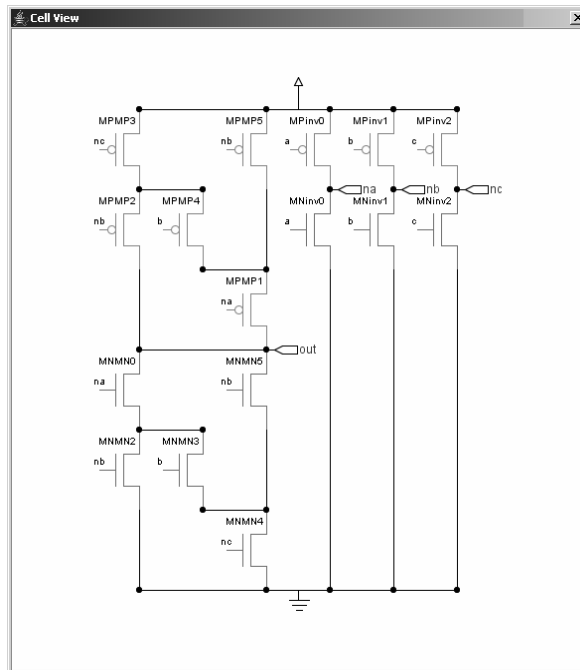 Cell View
MPMP3 MPMP5 MPinv0 MPinv1 MPinv2
nc nb a b c
na nb nc
MPMP2 MPMP4 MNinv0 MNinv1 MNinv2
nb b a b c
MPMP1
na
out
MNMN0 MNMN5
na nb
MNMN2 MNMN3
nb b
MNMN4
nc